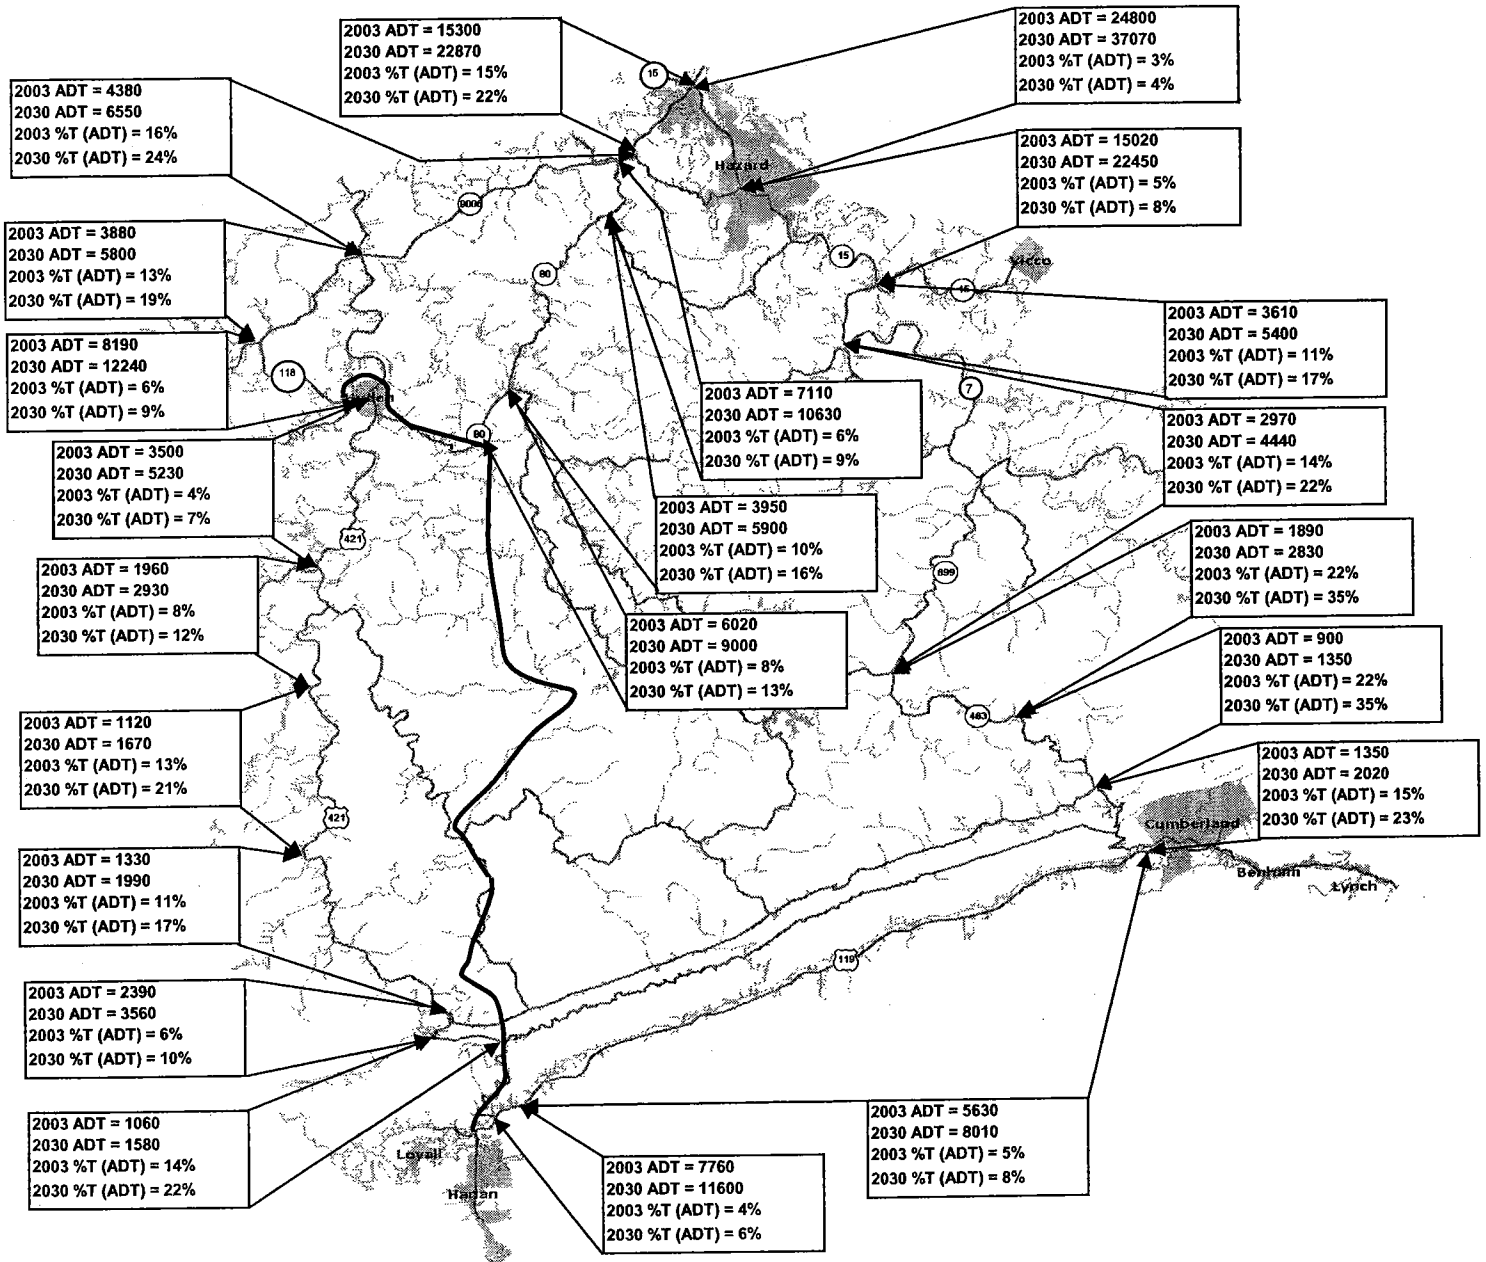 2003 ADT = 15300
2030 ADT = 22870
2003 %T (ADT) = 15%
2030 %T (ADT) = 22%
2003 ADT = 24800
2030 ADT = 37070
2003 %T (ADT) = 3%
2030 %T (ADT) = 4%
15
2003 ADT = 4380
2030 ADT = 6550
2003 %T (ADT) = 16%
2030 %T (ADT) = 24%
2003 ADT = 15020
2030 ADT = 22450
2003 %T (ADT) = 5%
2030 %T (ADT) = 8%
Hazard
9006
2003 ADT = 3880
2030 ADT = 5800
2003 %T (ADT) = 13%
2030 %T (ADT) = 19%
15
Vicco
80
15
2003 ADT = 3610
2030 ADT = 5400
2003 %T (ADT) = 11%
2030 %T (ADT) = 17%
2003 ADT = 8190
2030 ADT = 12240
2003 %T (ADT) = 6%
2030 %T (ADT) = 9%
118
7
2003 ADT = 7110
2030 ADT = 10630
2003 %T (ADT) = 6%
2030 %T (ADT) = 9%
2003 ADT = 2970
2030 ADT = 4440
2003 %T (ADT) = 14%
2030 %T (ADT) = 22%
80
2003 ADT = 3500
2030 ADT = 5230
2003 %T (ADT) = 4%
2030 %T (ADT) = 7%
2003 ADT = 3950
2030 ADT = 5900
2003 %T (ADT) = 10%
2030 %T (ADT) = 16%
421
2003 ADT = 1890
2030 ADT = 2830
2003 %T (ADT) = 22%
2030 %T (ADT) = 35%
699
2003 ADT = 1960
2030 ADT = 2930
2003 %T (ADT) = 8%
2030 %T (ADT) = 12%
2003 ADT = 6020
2030 ADT = 9000
2003 %T (ADT) = 8%
2030 %T (ADT) = 13%
2003 ADT = 900
2030 ADT = 1350
2003 %T (ADT) = 22%
2030 %T (ADT) = 35%
463
2003 ADT = 1120
2030 ADT = 1670
2003 %T (ADT) = 13%
2030 %T (ADT) = 21%
2003 ADT = 1350
2030 ADT = 2020
2003 %T (ADT) = 15%
2030 %T (ADT) = 23%
421
Cumberland
Benham
Lynch
2003 ADT = 1330
2030 ADT = 1990
2003 %T (ADT) = 11%
2030 %T (ADT) = 17%
119
2003 ADT = 2390
2030 ADT = 3560
2003 %T (ADT) = 6%
2030 %T (ADT) = 10%
2003 ADT = 1060
2030 ADT = 1580
2003 %T (ADT) = 14%
2030 %T (ADT) = 22%
2003 ADT = 5630
2030 ADT = 8010
2003 %T (ADT) = 5%
2030 %T (ADT) = 8%
Loyall
Harlan
2003 ADT = 7760
2030 ADT = 11600
2003 %T (ADT) = 4%
2030 %T (ADT) = 6%